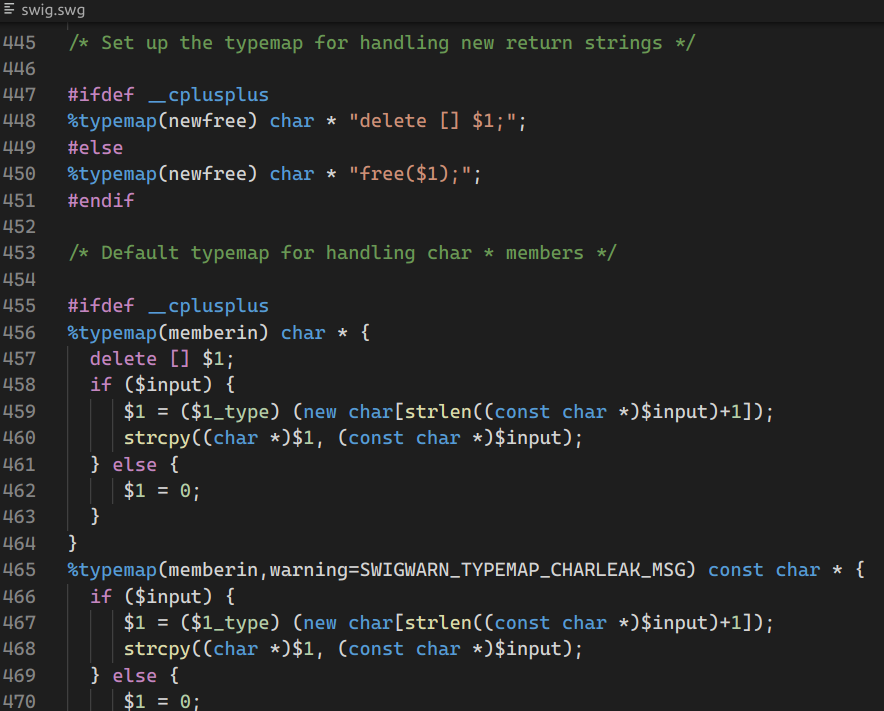 swig.swg
445 /* Set up the typemap for handling new return strings */
446
447 #ifdef __cplusplus
448 %typemap(newfree) char * "delete [] $1;";
449 #else
450 %typemap(newfree) char * "free($1);";
451 #endif
452
453 /* Default typemap for handling char * members */
454
455 #ifdef __cplusplus
456 %typemap(memberin) char * {
457   delete [] $1;
458   if ($input) {
459      $1 = ($1_type) (new char[strlen((const char *)$input)+1]);
460      strcpy((char *)$1, (const char *)$input);
461   } else {
462      $1 = 0;
463   }
464 }
465 %typemap(memberin,warning=SWIGWARN_TYPEMAP_CHARLEAK_MSG) const char * {
466   if ($input) {
467      $1 = ($1_type) (new char[strlen((const char *)$input)+1]);
468      strcpy((char *)$1, (const char *)$input);
469   } else {
470      $1 = 0;